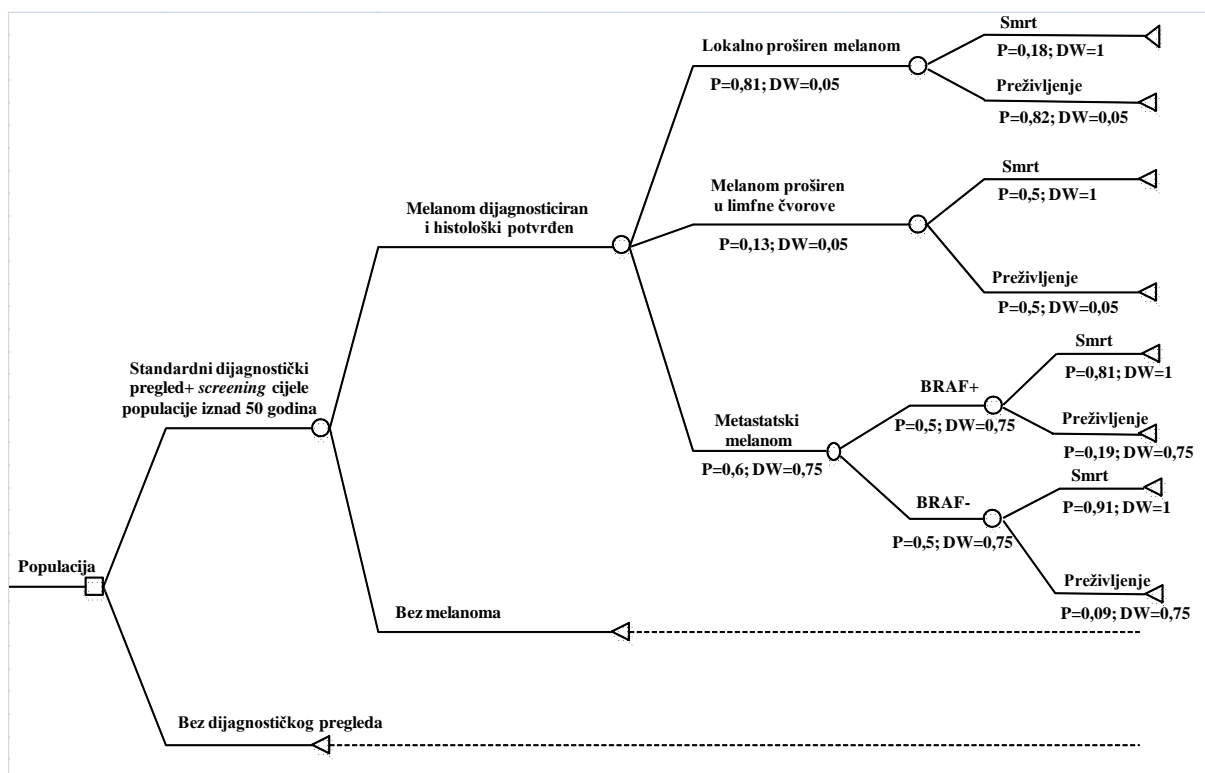 Smrt
P=0,18; DW=1
Lokalno proširen melanom
P=0,81; DW=0,05
Preživljenje
P=0,82; DW=0,05
Smrt
P=0,5; DW=1
Melanom proširen
u limfne čvorove
P=0,13; DW=0,05
Preživljenje
P=0,5; DW=0,05
Melanom dijagnosticiran
i histološki potvrđen
Smrt
P=0,81; DW=1
BRAF+
P=0,5; DW=0,75
Preživljenje
P=0,19; DW=0,75
Metastatski
melanom
P=0,6; DW=0,75
Smrt
P=0,91; DW=1
BRAF-
P=0,5; DW=0,75
Preživljenje
P=0,09; DW=0,75
Standardni dijagnostički
pregled+ screening cijele
populacije iznad 50 godina
Populacija
Bez melanoma
Bez dijagnostičkog pregleda